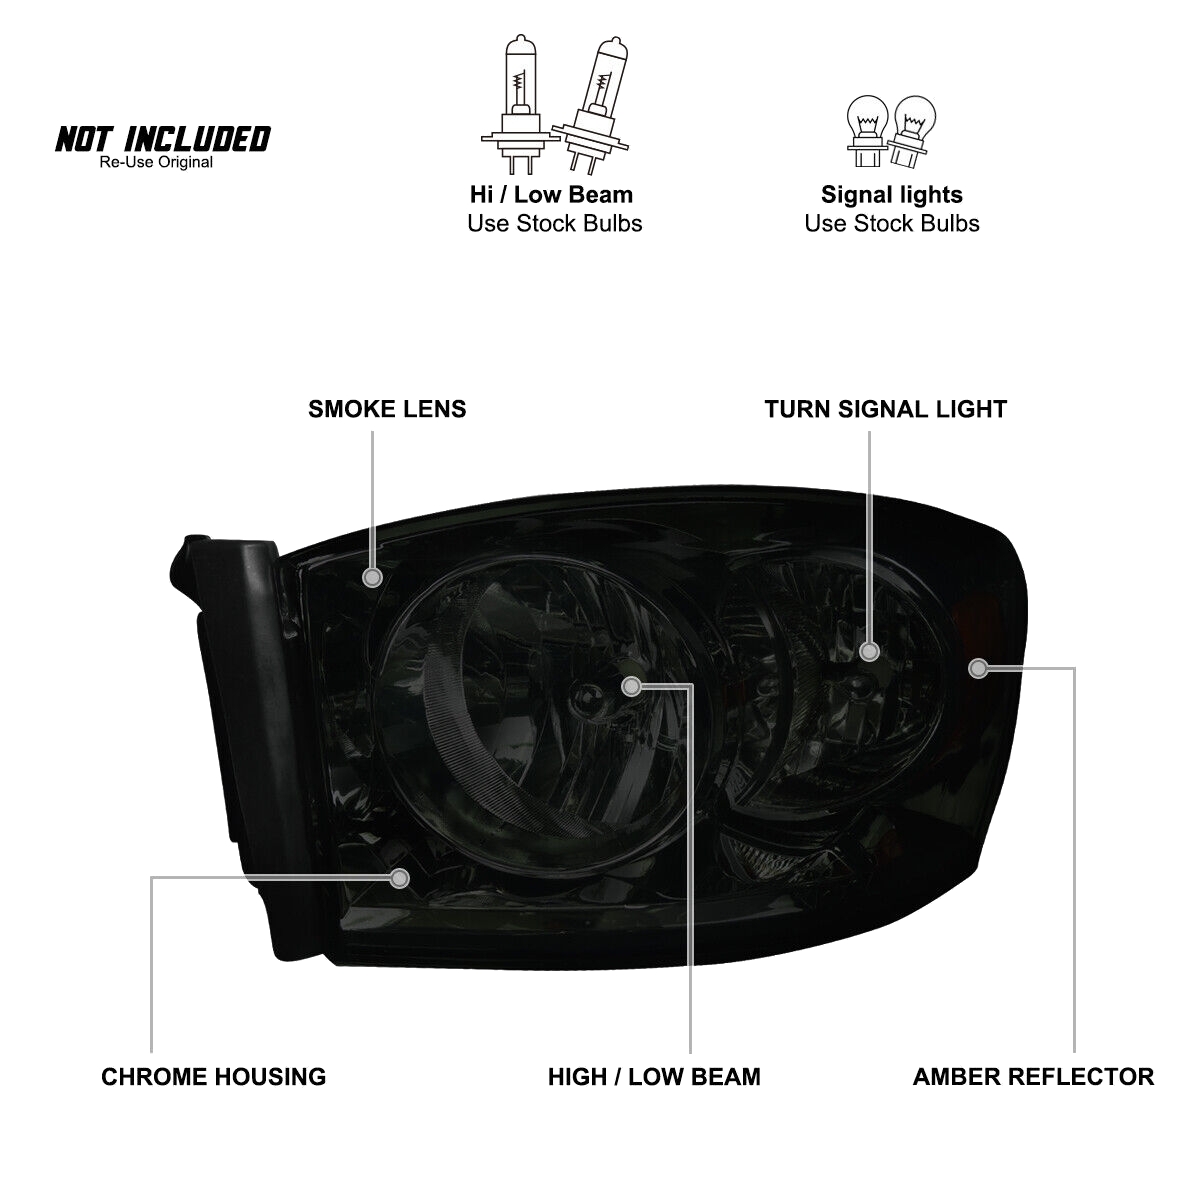 NOT INCLUDED
Re-Use Original
Hi / Low Beam
Use Stock Bulbs
Signal lights
Use Stock Bulbs
SMOKE LENS
TURN SIGNAL LIGHT
CHROME HOUSING
HIGH / LOW BEAM
AMBER REFLECTOR